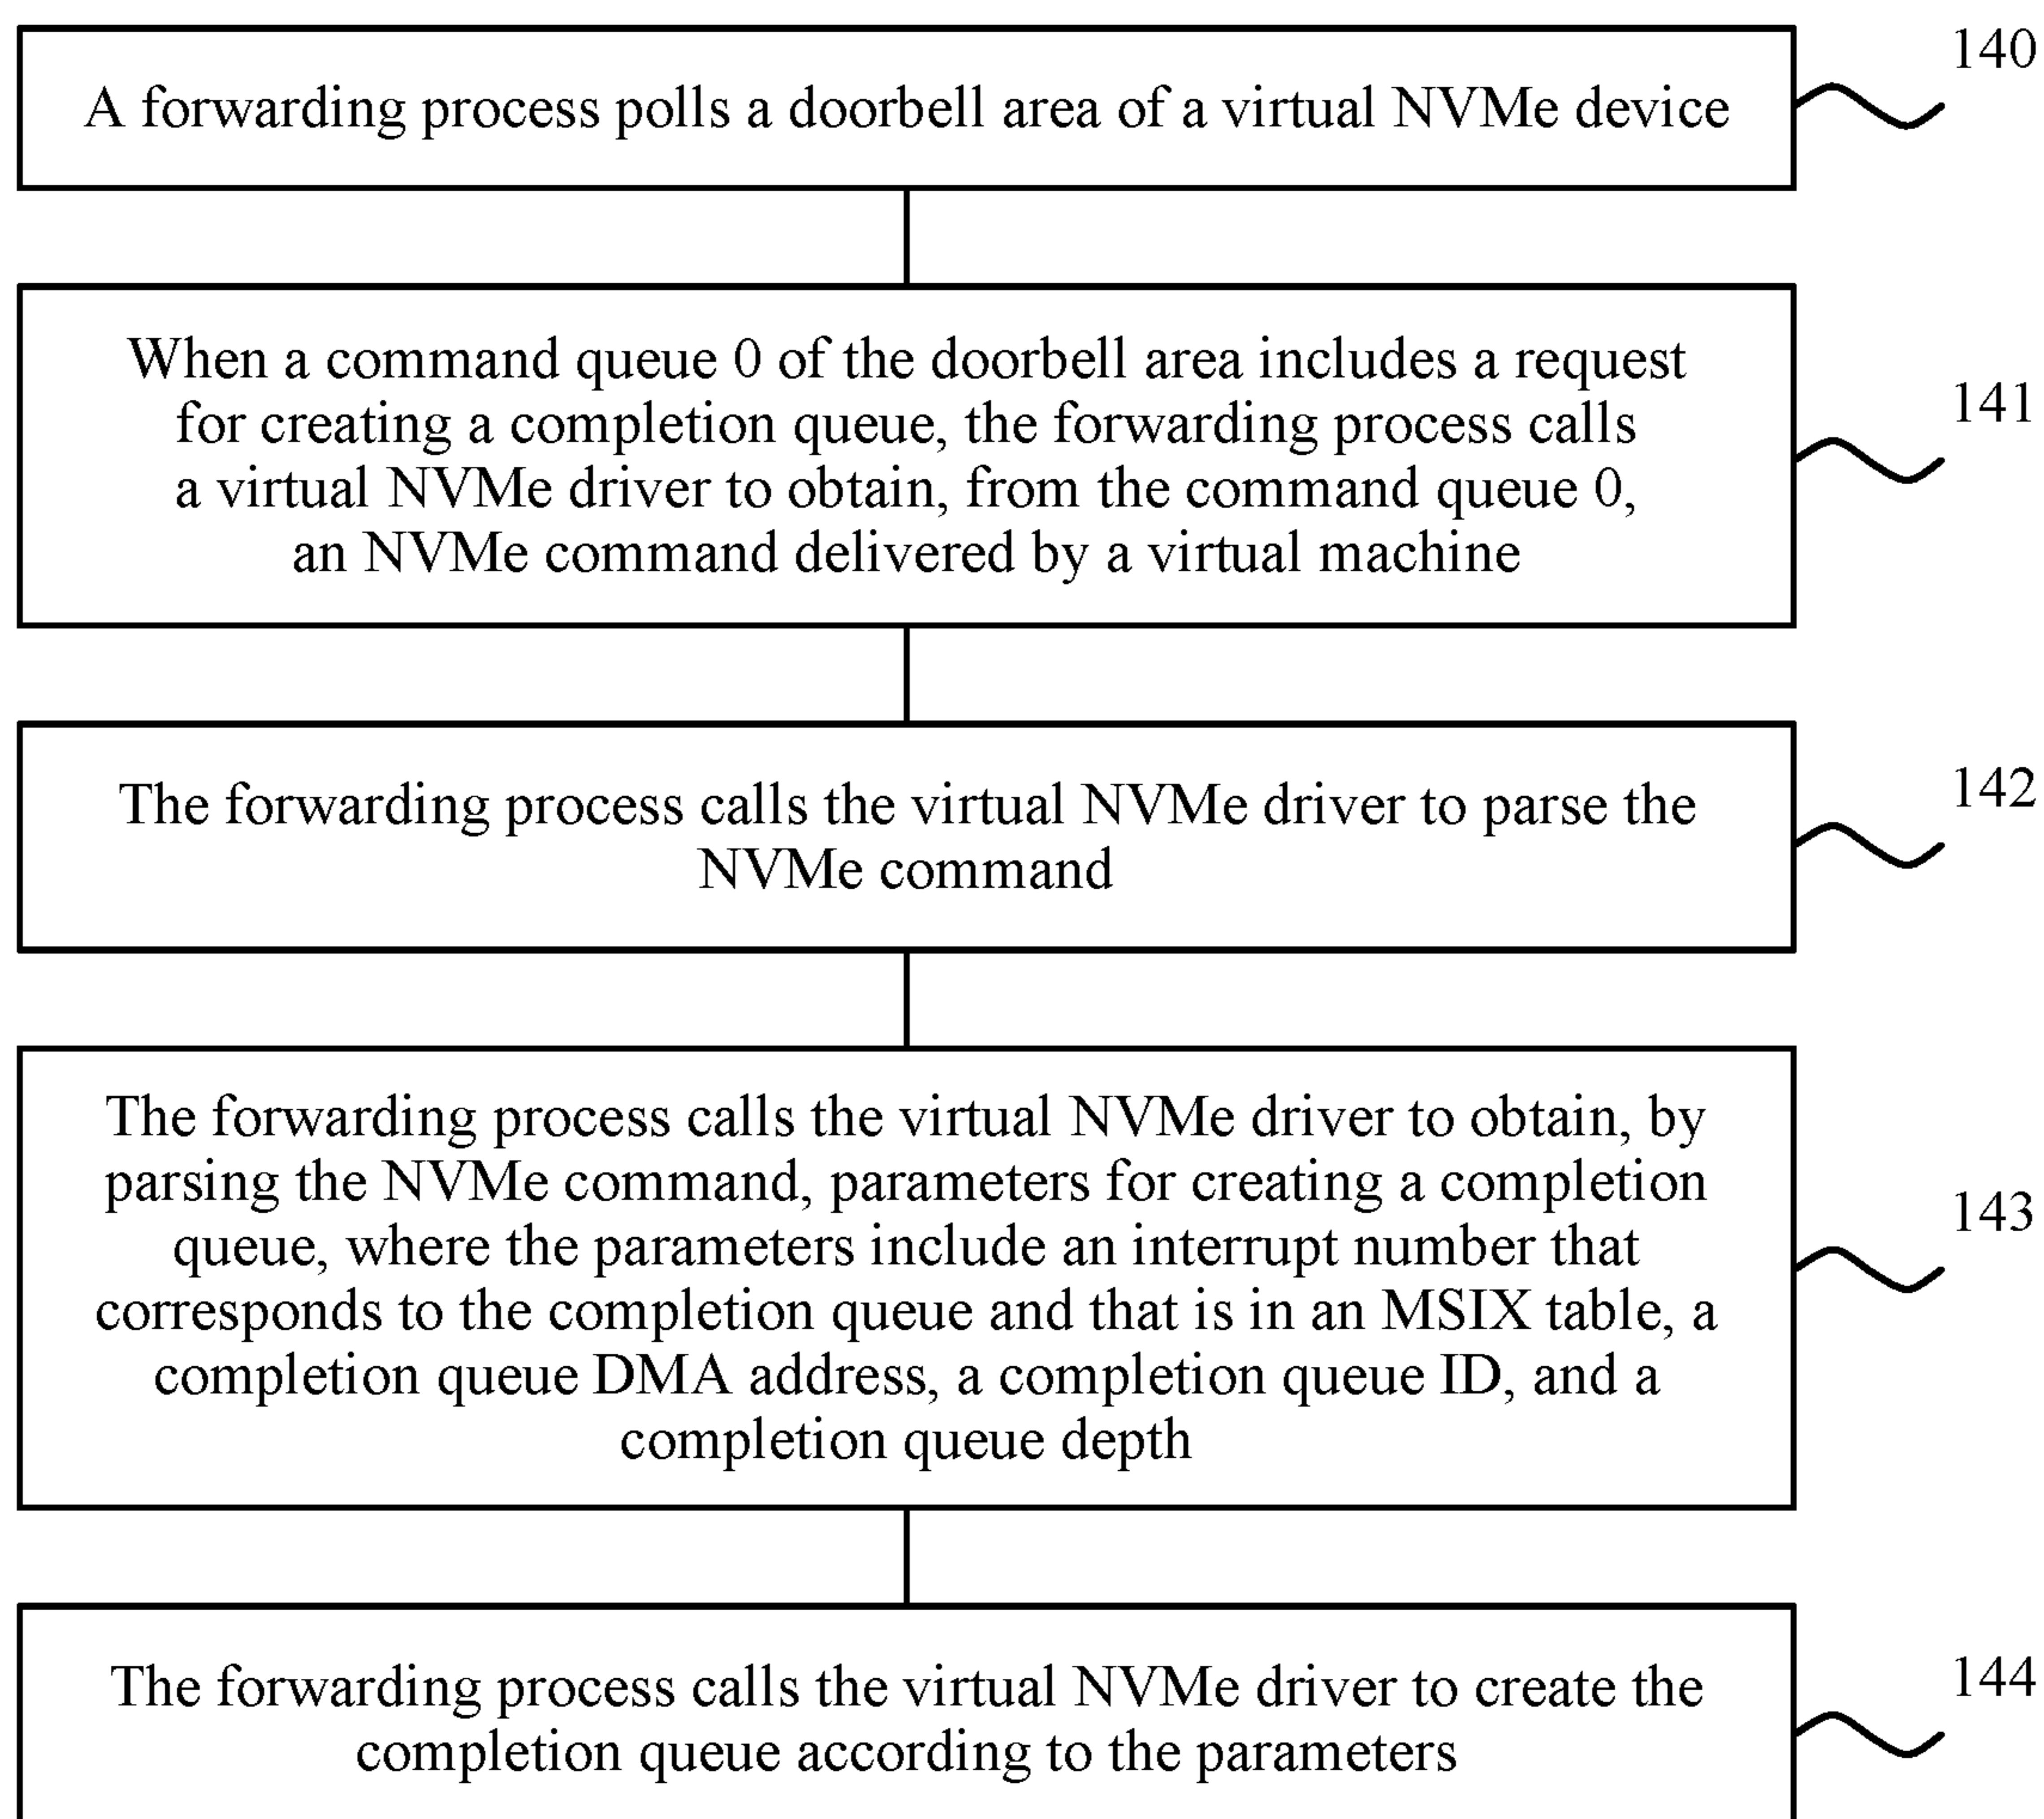 140
A forwarding process polls a doorbell area of a virtual NVMe device
When a command queue 0 of the doorbell area includes a request
for creating a completion queue, the forwarding process calls
a virtual NVMe driver to obtain, from the command queue 0,
an NVMe command delivered by a virtual machine
141
The forwarding process calls the virtual NVMe driver to parse the
NVMe command
142
The forwarding process calls the virtual NVMe driver to obtain, by
parsing the NVMe command, parameters for creating a completion
queue, where the parameters include an interrupt number that
corresponds to the completion queue and that is in an MSIX table, a
completion queue DMA address, a completion queue ID, and a
completion queue depth
143
The forwarding process calls the virtual NVMe driver to create the
completion queue according to the parameters
144